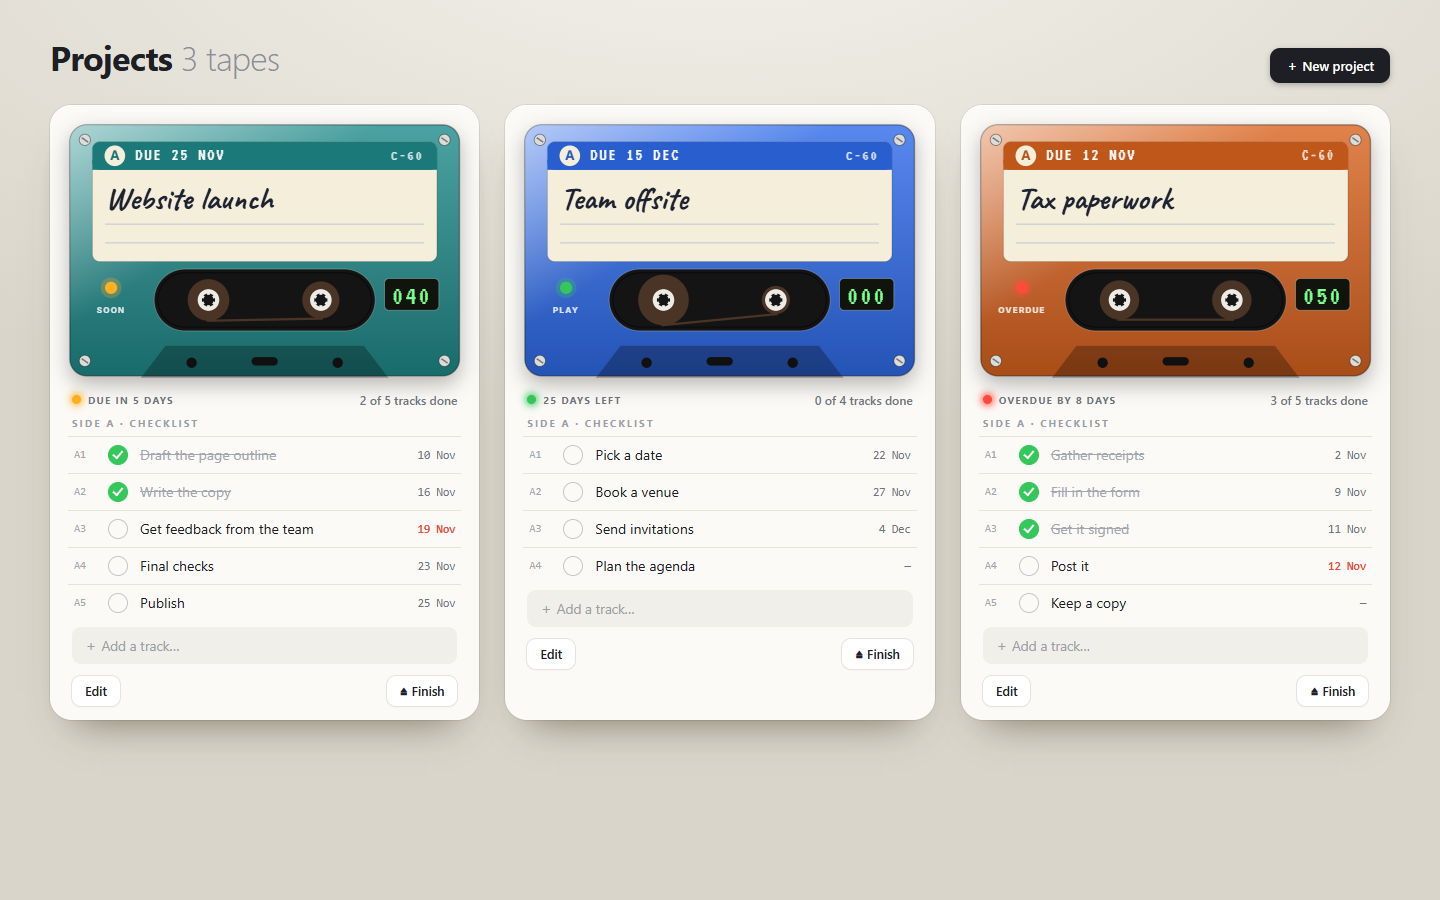 Projects 3 tapes
+ New project
A DUE 25 NOV C-60
Website launch
SOON
040
DUE IN 5 DAYS 2 of 5 tracks done
SIDE A · CHECKLIST
A1 Draft the page outline 10 Nov
A2 Write the copy 16 Nov
A3 Get feedback from the team 19 Nov
A4 Final checks 23 Nov
A5 Publish 25 Nov
+ Add a track...
Edit
Finish
A DUE 15 DEC C-60
Team offsite
PLAY
000
25 DAYS LEFT 0 of 4 tracks done
SIDE A · CHECKLIST
A1 Pick a date 22 Nov
A2 Book a venue 27 Nov
A3 Send invitations 4 Dec
A4 Plan the agenda –
+ Add a track...
Edit
Finish
A DUE 12 NOV C-60
Tax paperwork
OVERDUE
050
OVERDUE BY 8 DAYS 3 of 5 tracks done
SIDE A · CHECKLIST
A1 Gather receipts 2 Nov
A2 Fill in the form 9 Nov
A3 Get it signed 11 Nov
A4 Post it 12 Nov
A5 Keep a copy –
+ Add a track...
Edit
Finish